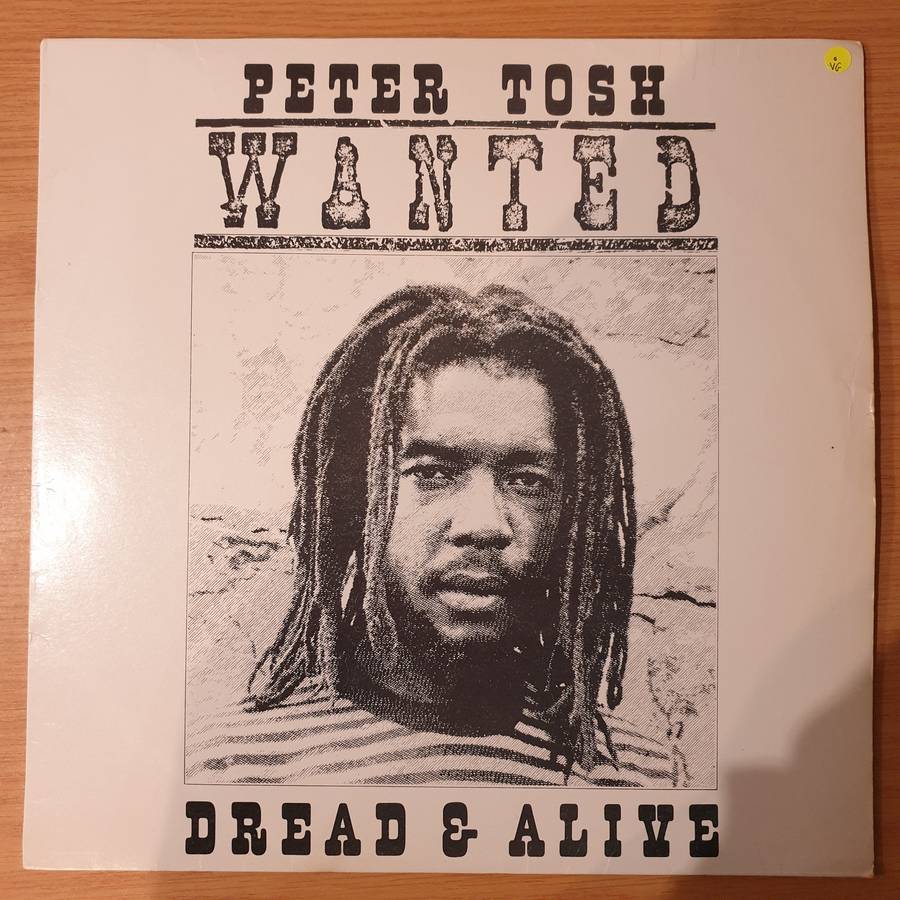 VG
PETER TOSH
WANTED
DREAD & ALIVE